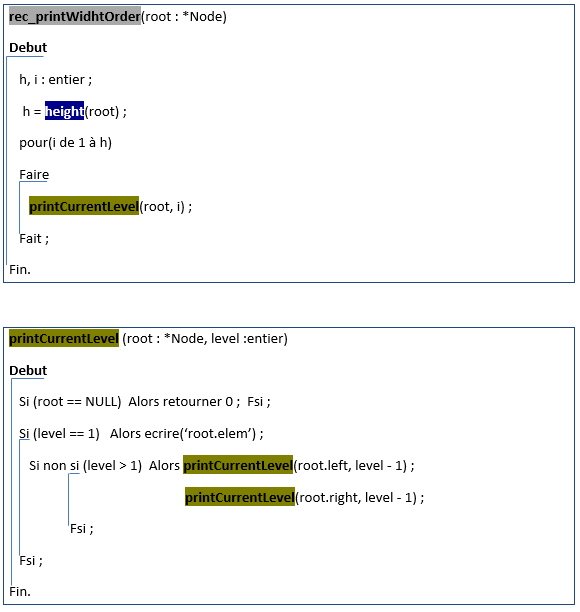 rec_printWidhtOrder(root : *Node)
Debut
h, i : entier ;
h = height(root) ;
pour(i de 1 à h)
Faire
printCurrentLevel(root, i) ;
Fait ;
Fin.
printCurrentLevel (root : *Node, level :entier)
Debut
Si (root == NULL) Alors retourner 0 ; Fsi ;
Si (level == 1) Alors ecrire(‘root.elem’) ;
Si non si (level > 1) Alors printCurrentLevel(root.left, level - 1) ;
printCurrentLevel(root.right, level - 1) ;
Fsi ;
Fsi ;
Fin.